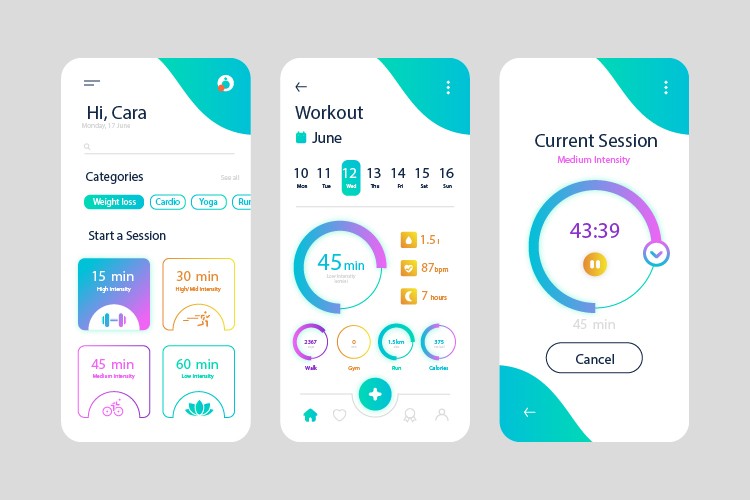 Hi, Cara
Monday, 17 June
Categories
See all
Weight loss
Cardio
Yoga
Run
Start a Session
15 min
High Intensity
30 min
High/Mid Intensity
45 min
Medium Intensity
60 min
Low Intensity
Workout
June
10 11 12 13 14 15 16
Mon Tue Wed Thu Fri Sat Sun
45 min
Low Intensity
1.5 l
87 bpm
7 hours
2367
0
1.5km
375
Walk
Gym
Run
Calories
Current Session
Medium Intensity
43:39
45 min
Cancel